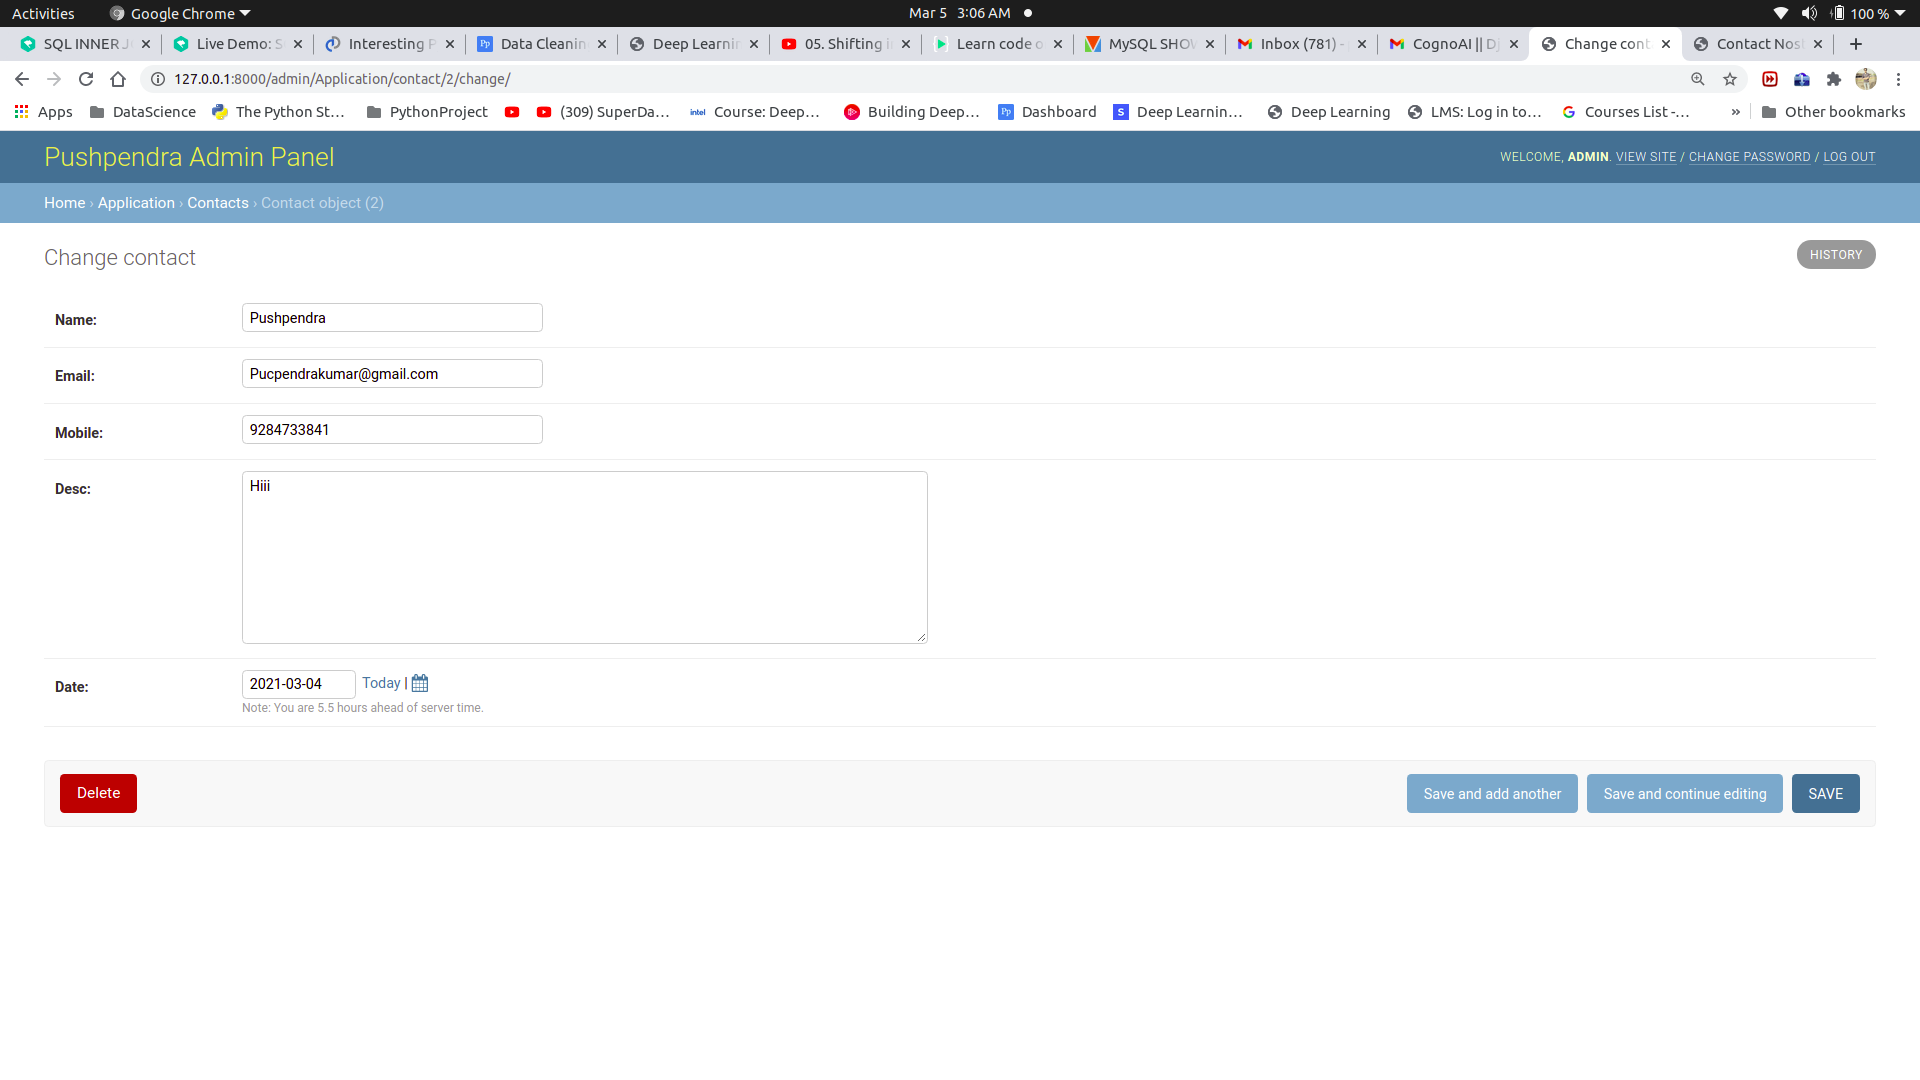 Activities Google Chrome Mar 5 3:06 AM 100 %
SQL INNER J Live Demo: S Interesting P Data Cleanin Deep Learnin 05. Shifting i Learn code o MySQL SHOW Inbox (781) - CognoAI || Dj Change cont Contact Nosl
127.0.0.1:8000/admin/Application/contact/2/change/
Apps DataScience The Python St... PythonProject (309) SuperDa... intel Course: Deep... Building Deep... Pp Dashboard S Deep Learnin... Deep Learning LMS: Log in to... G Courses List -... » Other bookmarks
Pushpendra Admin Panel WELCOME, ADMIN. VIEW SITE / CHANGE PASSWORD / LOG OUT
Home › Application › Contacts › Contact object (2)
Change contact HISTORY
Name: Pushpendra
Email: Pucpendrakumar@gmail.com
Mobile: 9284733841
Desc: Hiii
Date: 2021-03-04 Today |
Note: You are 5.5 hours ahead of server time.
Delete Save and add another Save and continue editing SAVE